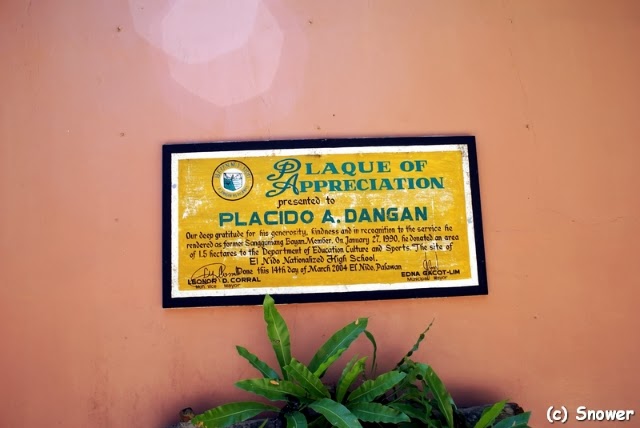 PLAQUE OF
APPRECIATION
presented to
PLACIDO A. DANGAN
Our deep gratitude for his generosity, kindness and in recognition to the service he
rendered as former Sangguniang Bayan Member. On January 27, 1990, he donated an area
of 1.5 hectares to the Department of Education Culture and Sports "The site of
El Nido Nationalized High School.
Done this 14th day of March 2004 El Nido, Palawan
LEONOR D. CORRAL
Mun. Vice Mayor
EDNA GACOT-LIM
Municipal Mayor
(c) Snower